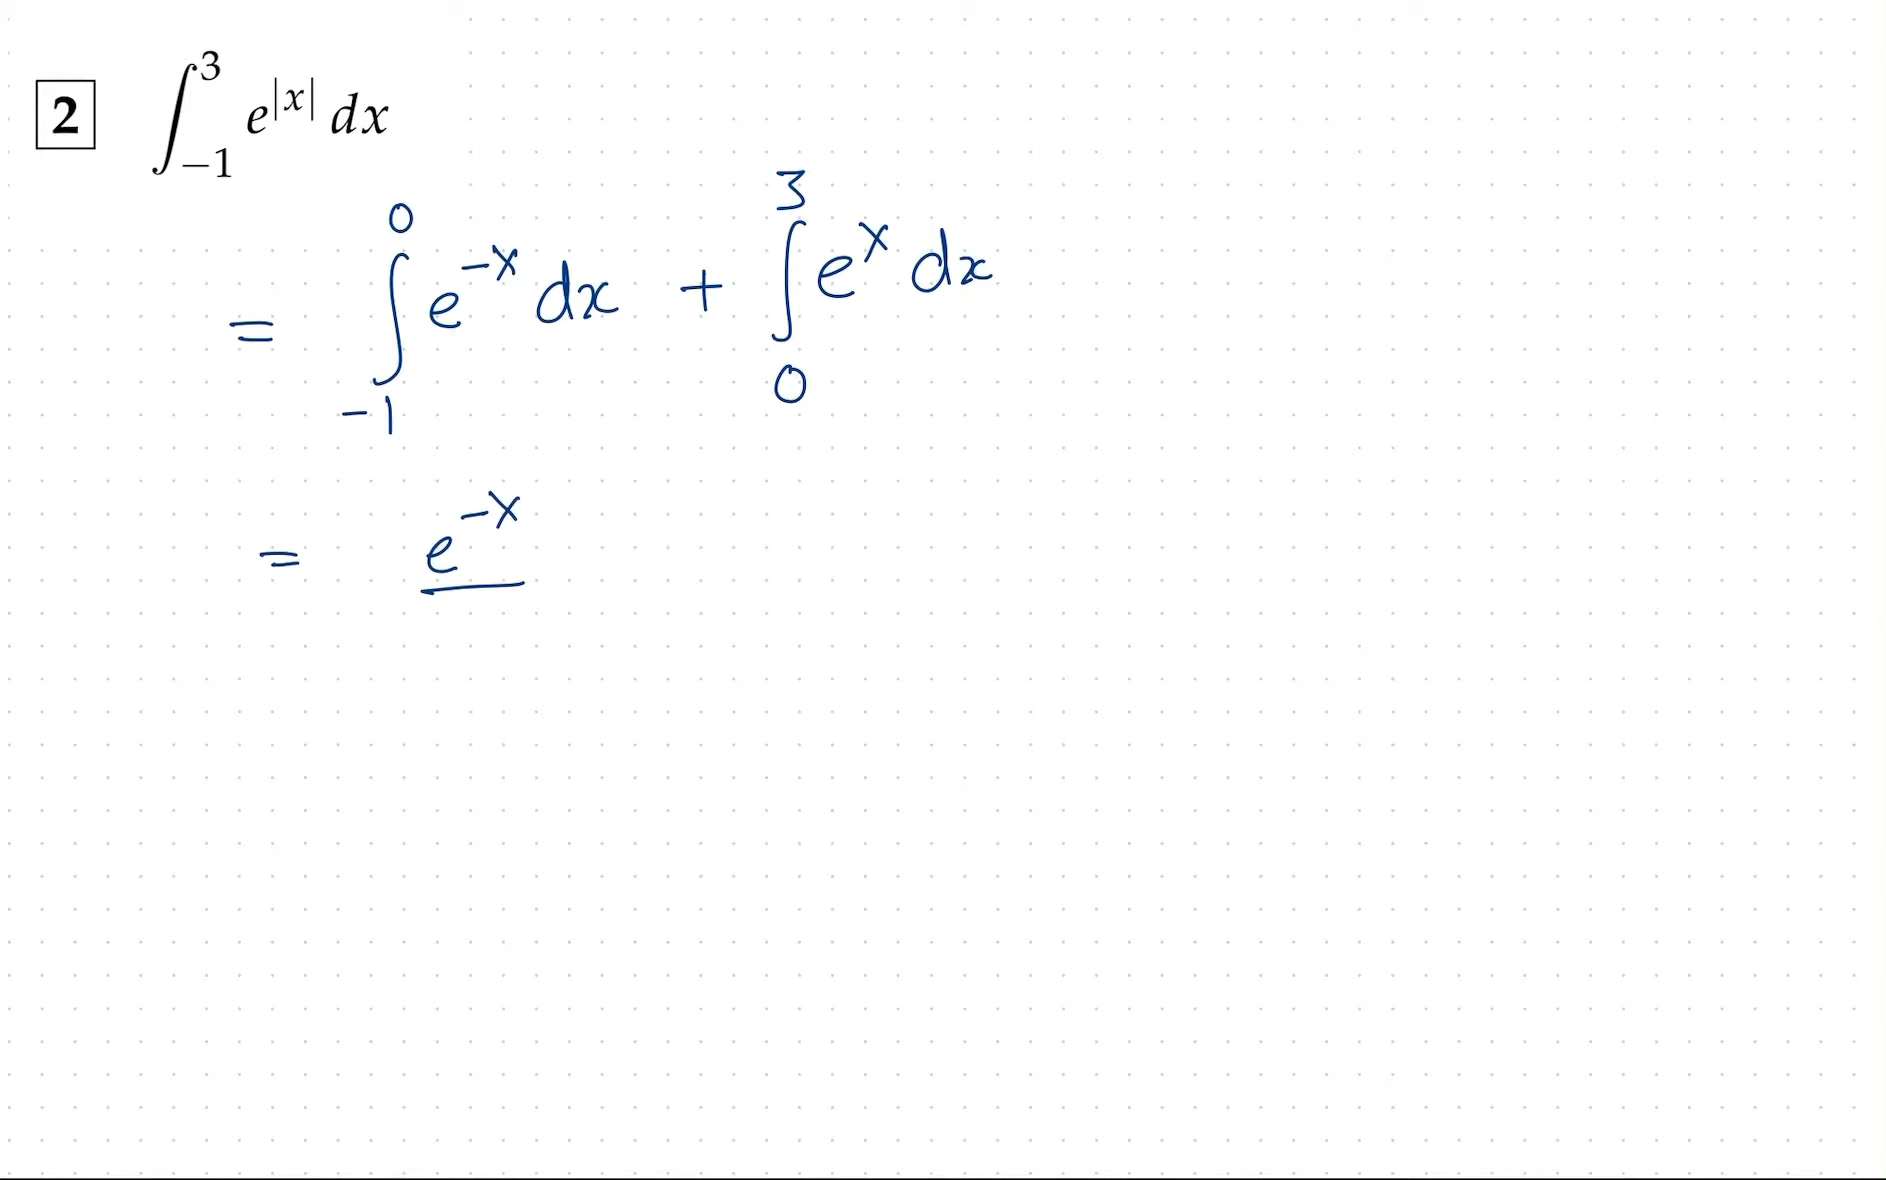 2 ∫_{-1}^{3} e^{|x|} dx
= ∫_{-1}^{0} e^{-x} dx + ∫_{0}^{3} e^{x} dx
= e^{-x}